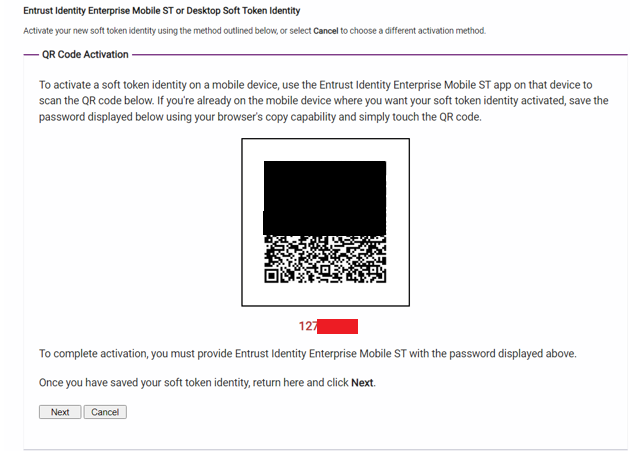 Entrust Identity Enterprise Mobile ST or Desktop Soft Token Identity
Activate your new soft token identity using the method outlined below, or select Cancel to choose a different activation method.
QR Code Activation
To activate a soft token identity on a mobile device, use the Entrust Identity Enterprise Mobile ST app on that device to
scan the QR code below. If you're already on the mobile device where you want your soft token identity activated, save the
password displayed below using your browser's copy capability and simply touch the QR code.
127
To complete activation, you must provide Entrust Identity Enterprise Mobile ST with the password displayed above.
Once you have saved your soft token identity, return here and click Next.
Next Cancel